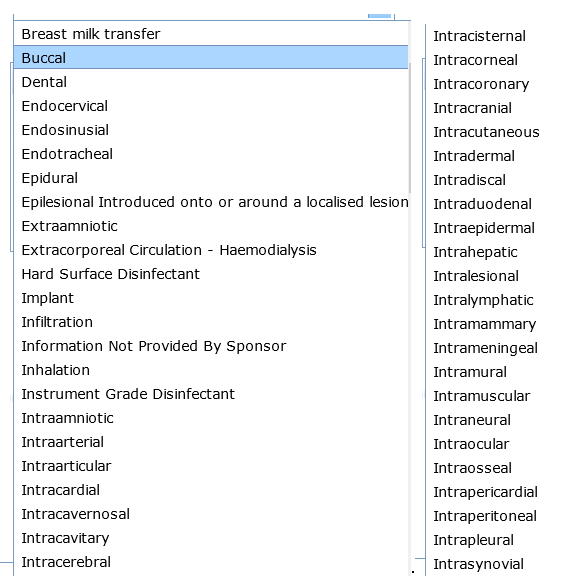 Breast milk transfer
Buccal
Dental
Endocervical
Endosinusial
Endotracheal
Epidural
Epilesional Introduced onto or around a localised lesion
Extraamniotic
Extracorporeal Circulation - Haemodialysis
Hard Surface Disinfectant
Implant
Infiltration
Information Not Provided By Sponsor
Inhalation
Instrument Grade Disinfectant
Intraamniotic
Intraarterial
Intraarticular
Intracardial
Intracavernosal
Intracavitary
Intracerebral
Intracisternal
Intracorneal
Intracoronary
Intracranial
Intracutaneous
Intradermal
Intradiscal
Intraduodenal
Intraepidermal
Intrahepatic
Intralesional
Intralymphatic
Intramammary
Intrameningeal
Intramural
Intramuscular
Intraneural
Intraocular
Intraosseal
Intrapericardial
Intraperitoneal
Intrapleural
Intrasynovial